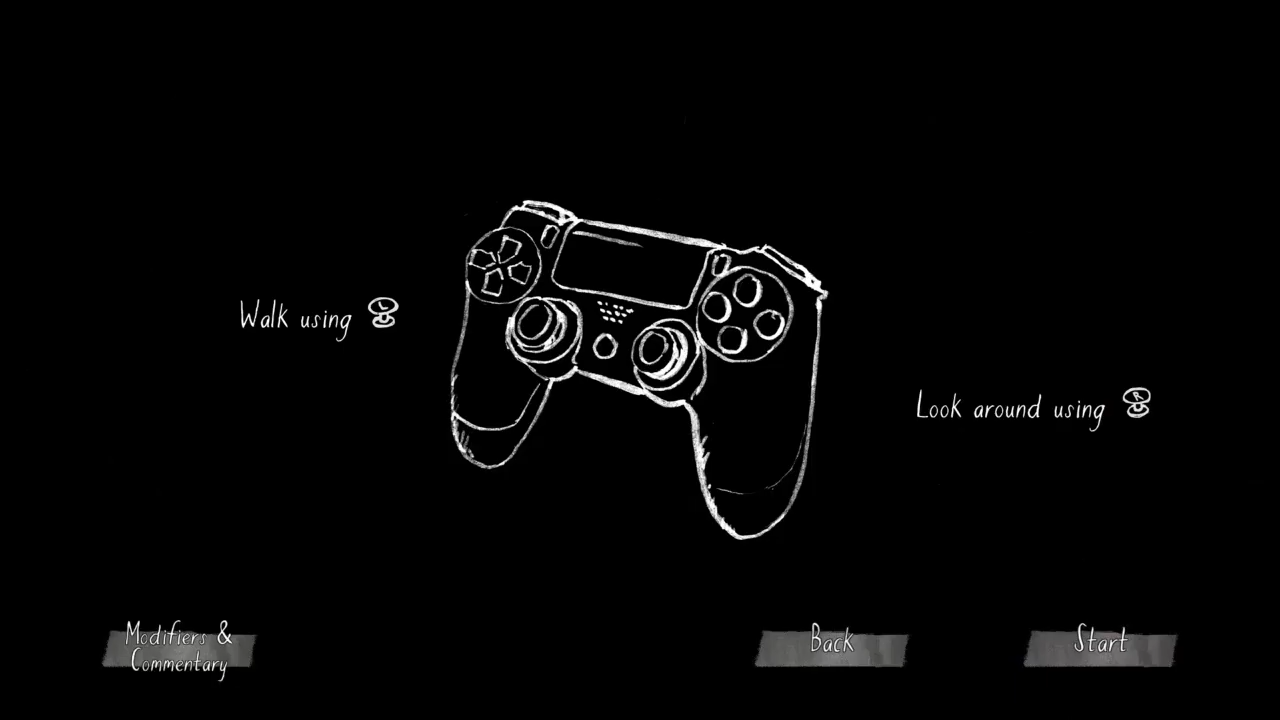 Walk using
Look around using
Modifiers &
Commentary
Back
Start